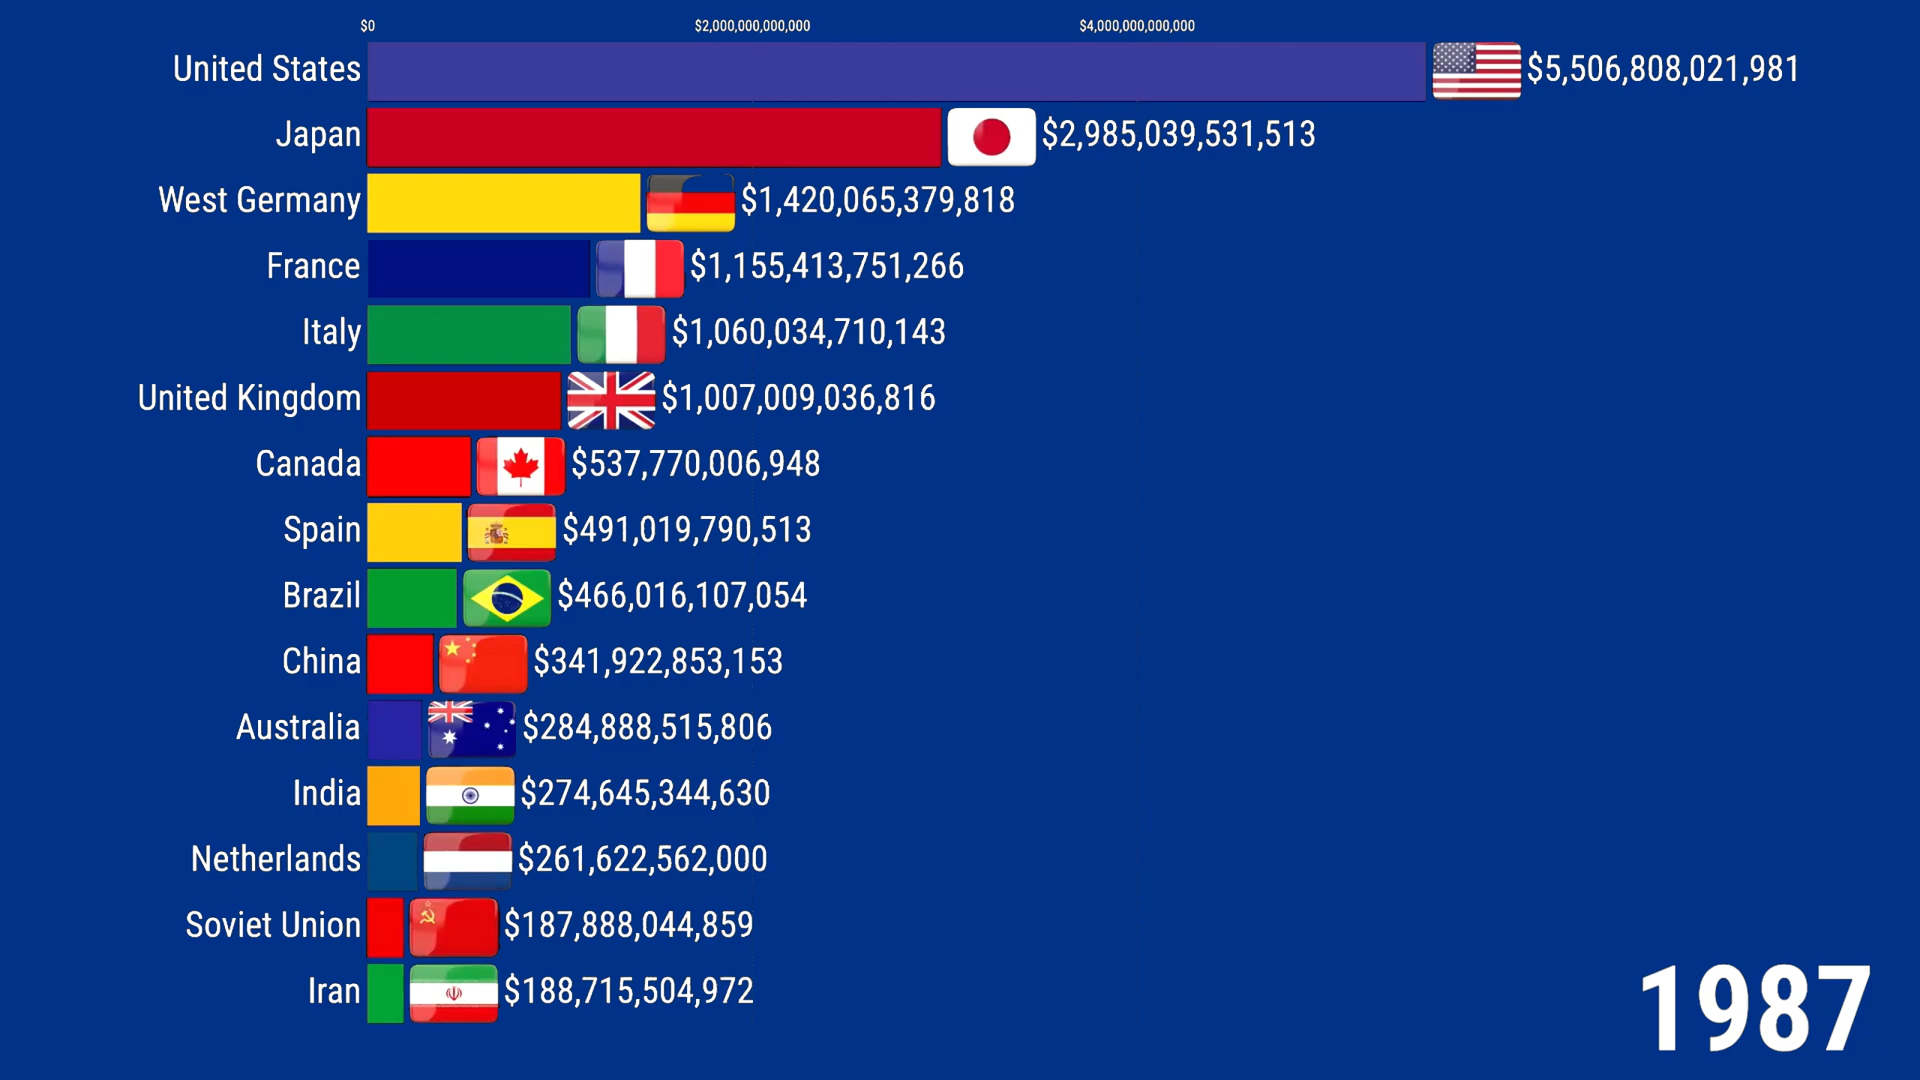 $0 $2,000,000,000,000 $4,000,000,000,000
United States $5,506,808,021,981
Japan $2,985,039,531,513
West Germany $1,420,065,379,818
France $1,155,413,751,266
Italy $1,060,034,710,143
United Kingdom $1,007,009,036,816
Canada $537,770,006,948
Spain $491,019,790,513
Brazil $466,016,107,054
China $341,922,853,153
Australia $284,888,515,806
India $274,645,344,630
Netherlands $261,622,562,000
Soviet Union $187,888,044,859
Iran $188,715,504,972
1987